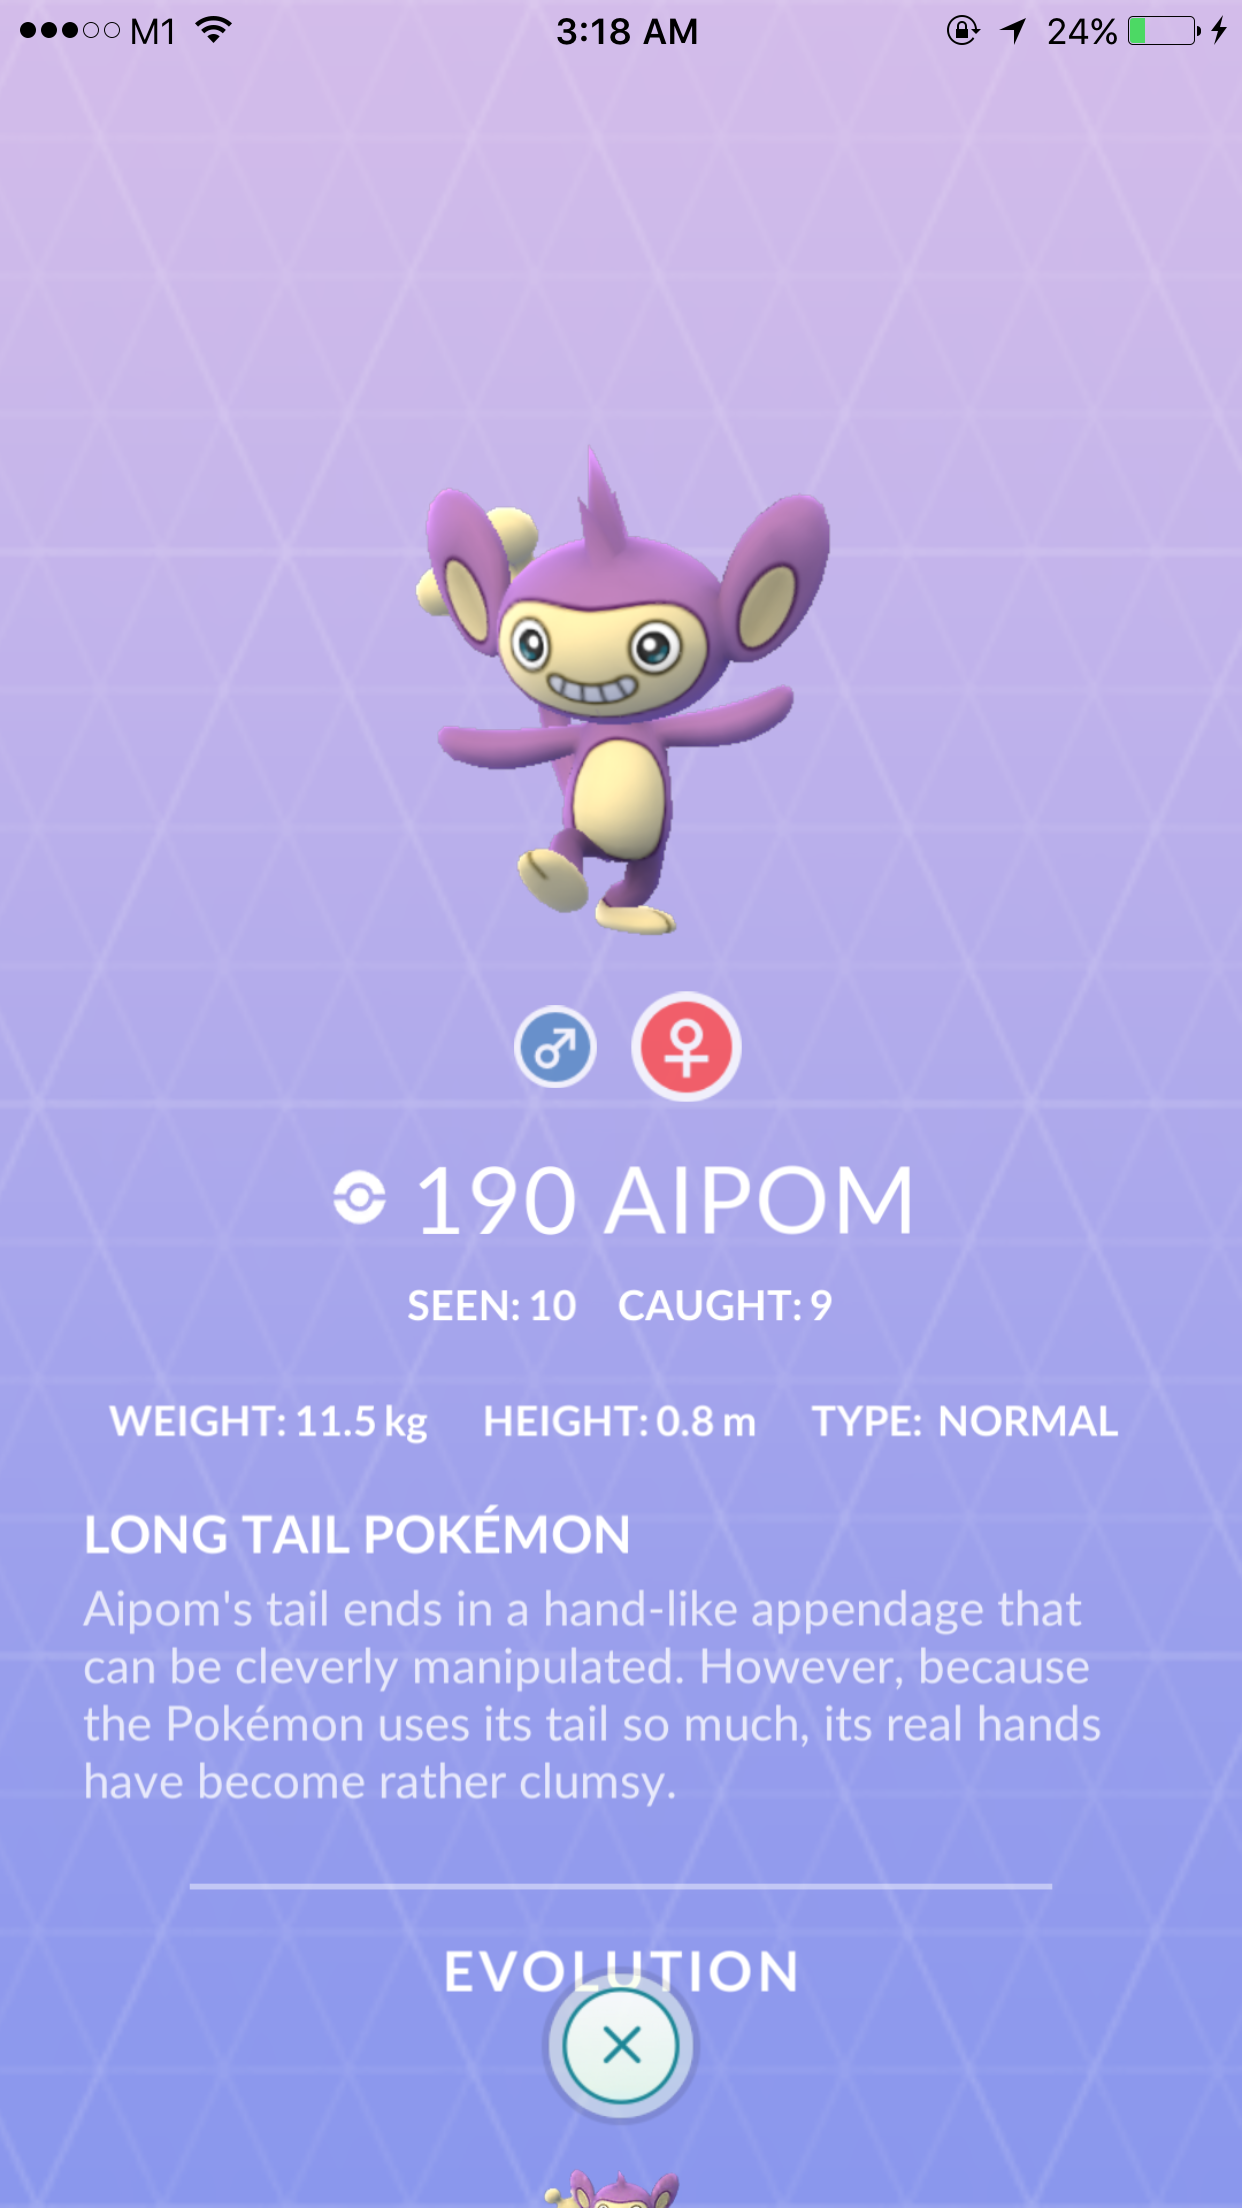 M1 3:18 AM 24%
190 AIPOM
SEEN: 10 CAUGHT: 9
WEIGHT: 11.5 kg HEIGHT: 0.8 m TYPE: NORMAL
LONG TAIL POKÉMON
Aipom's tail ends in a hand-like appendage that
can be cleverly manipulated. However, because
the Pokémon uses its tail so much, its real hands
have become rather clumsy.
EVOLUTION